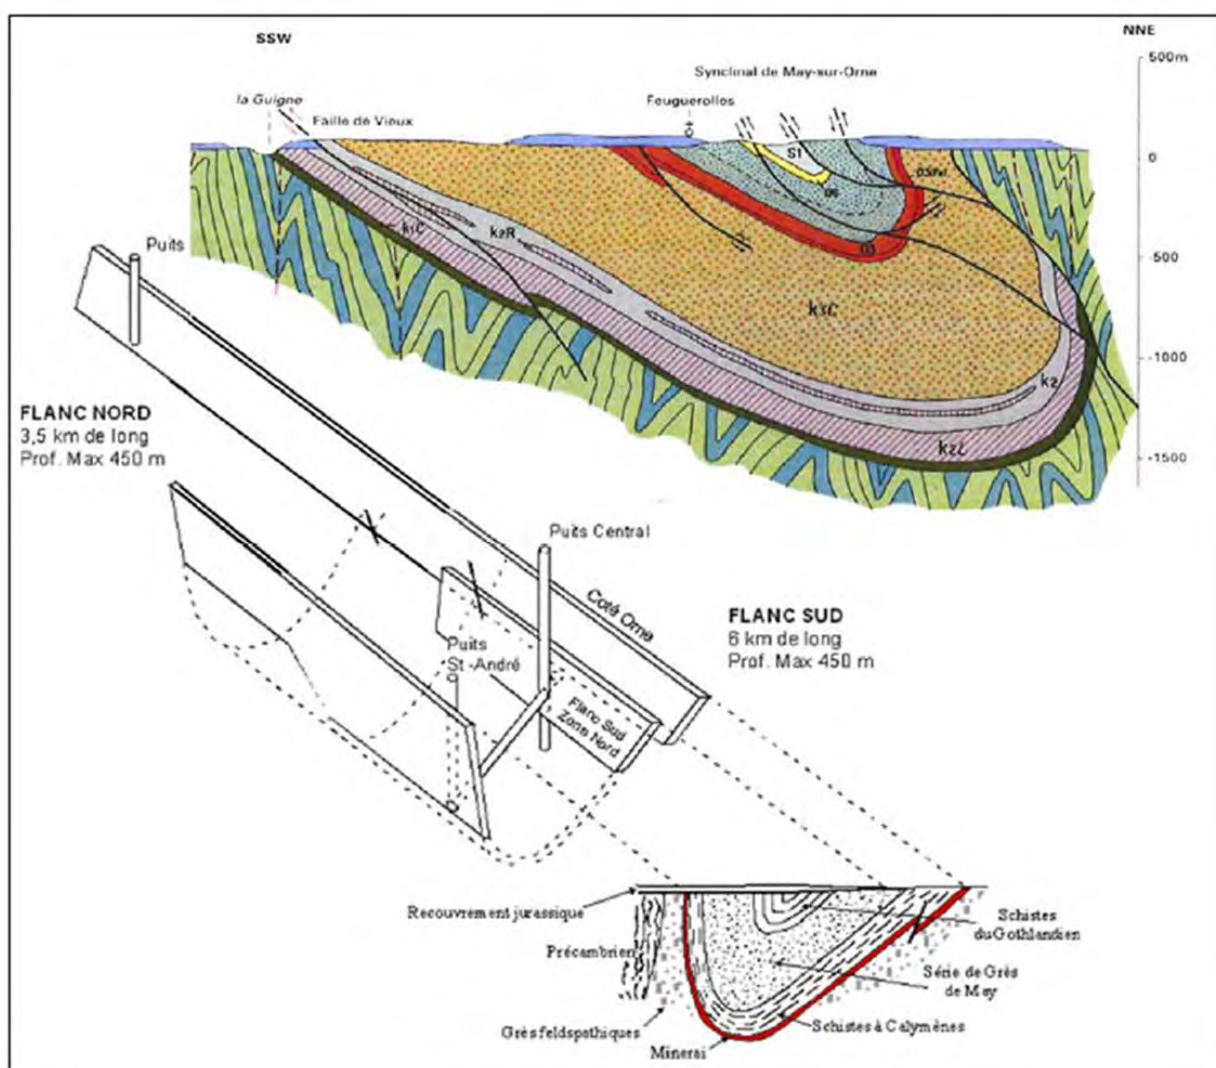 SSW
NNE
500m
Synclinal de May-sur-Orne
la Guigne
Feuguerolles
Faille de Vieux
S1
0
k1C
k2R
-500
k3C
Puits
-1000
k2
FLANC NORD
3,5 km de long
Prof. Max 450 m
k2C
-1500
Puits Central
Coté Orne
FLANC SUD
6 km de long
Prof. Max 450 m
Puits
St-André
Flanc Sud
Zone Nord
Recouvrement jurassique
Schistes
du Gothlandien
Précambrien
Série de Grès
de May
Grès feldspathiques
Schistes à Calymènes
Minerai